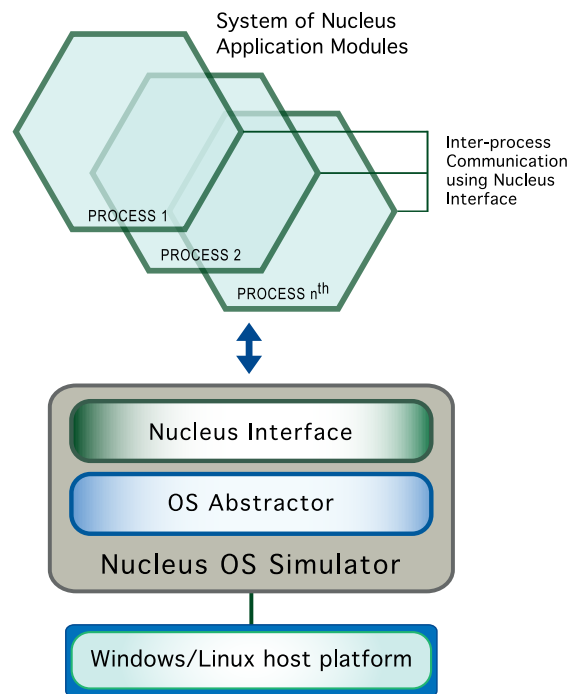 System of Nucleus
Application Modules
Inter-process
Communication
using Nucleus
Interface
PROCESS 1
PROCESS 2
PROCESS nth
Nucleus Interface
OS Abstractor
Nucleus OS Simulator
Windows/Linux host platform